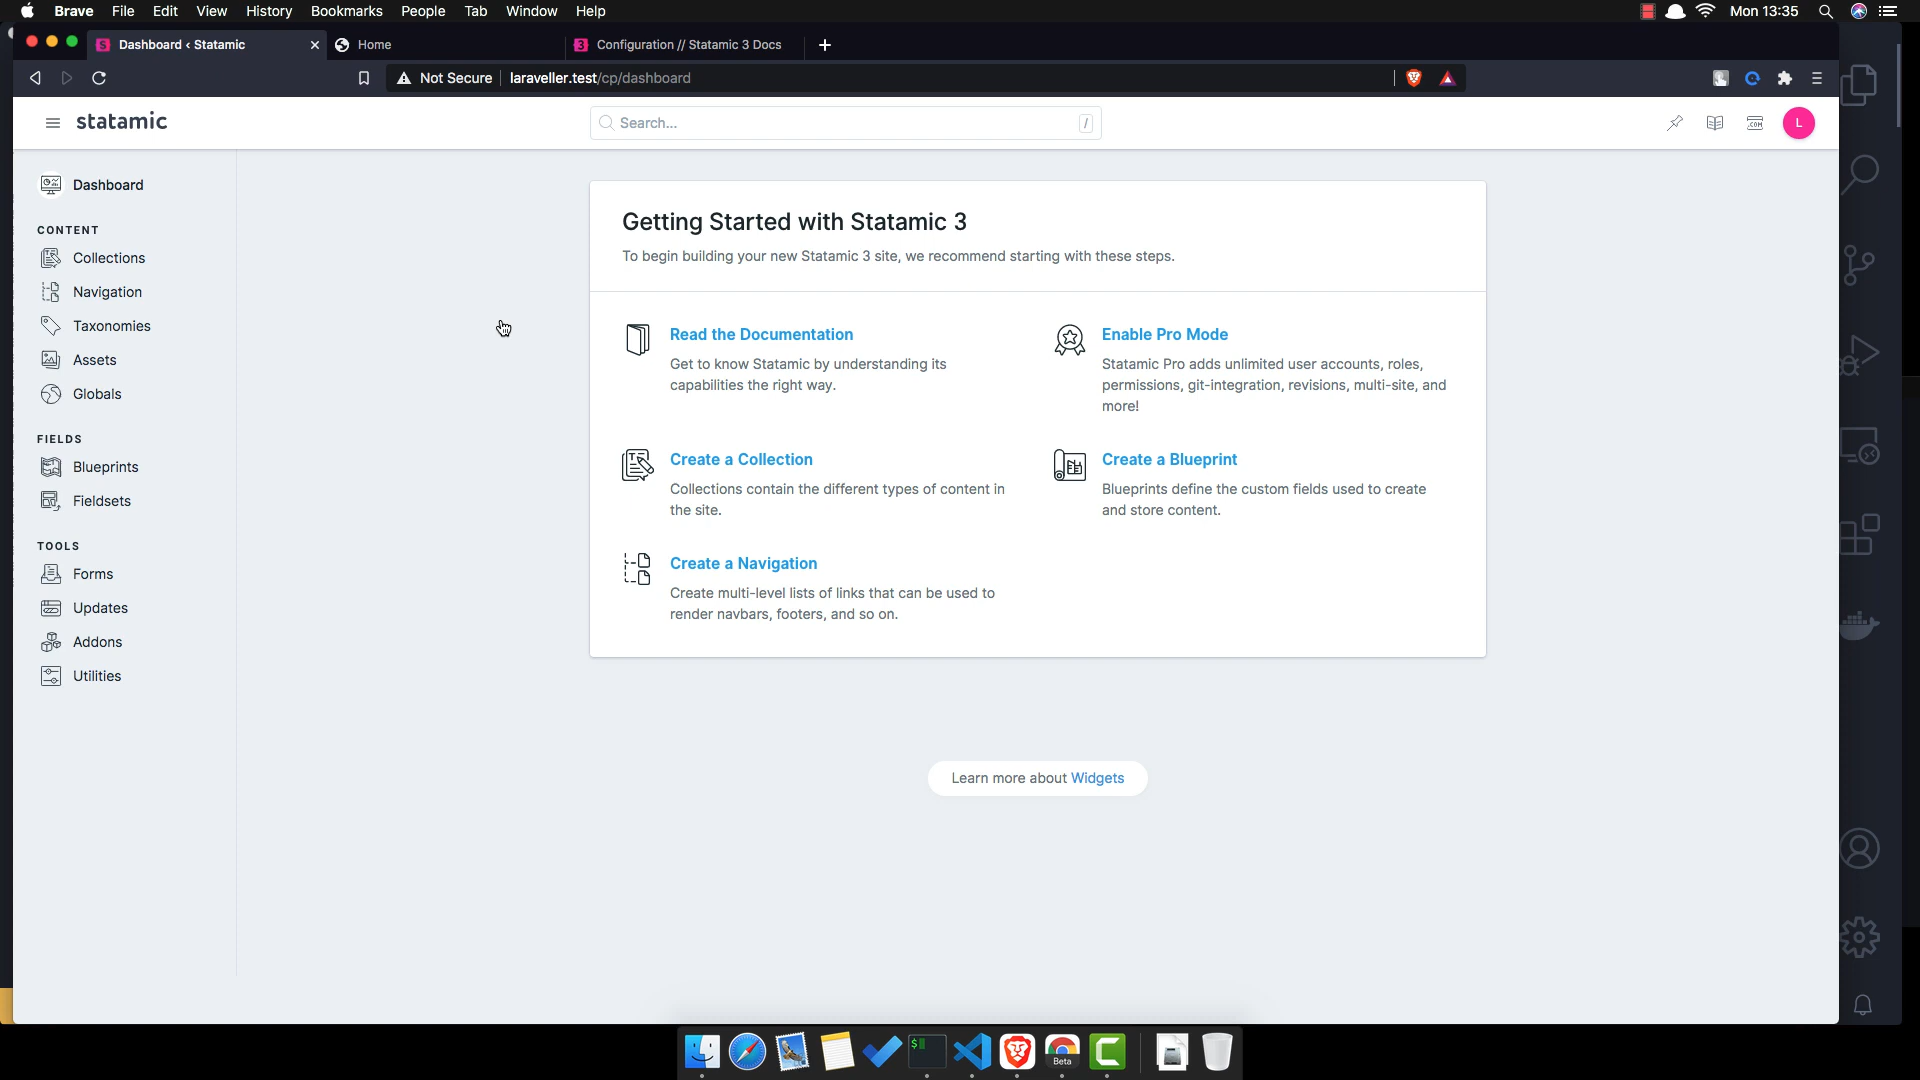 Brave File Edit View History Bookmarks People Tab Window Help Mon 13:35
Dashboard ‹ Statamic Home Configuration // Statamic 3 Docs
Not Secure laraveller.test/cp/dashboard
statamic Search... / .COM L
Dashboard
CONTENT
Collections
Navigation
Taxonomies
Assets
Globals
FIELDS
Blueprints
Fieldsets
TOOLS
Forms
Updates
Addons
Utilities
Getting Started with Statamic 3
To begin building your new Statamic 3 site, we recommend starting with these steps.
Read the Documentation
Get to know Statamic by understanding its
capabilities the right way.
Enable Pro Mode
Statamic Pro adds unlimited user accounts, roles,
permissions, git-integration, revisions, multi-site, and
more!
Create a Collection
Collections contain the different types of content in
the site.
Create a Blueprint
Blueprints define the custom fields used to create
and store content.
Create a Navigation
Create multi-level lists of links that can be used to
render navbars, footers, and so on.
Learn more about Widgets
Beta